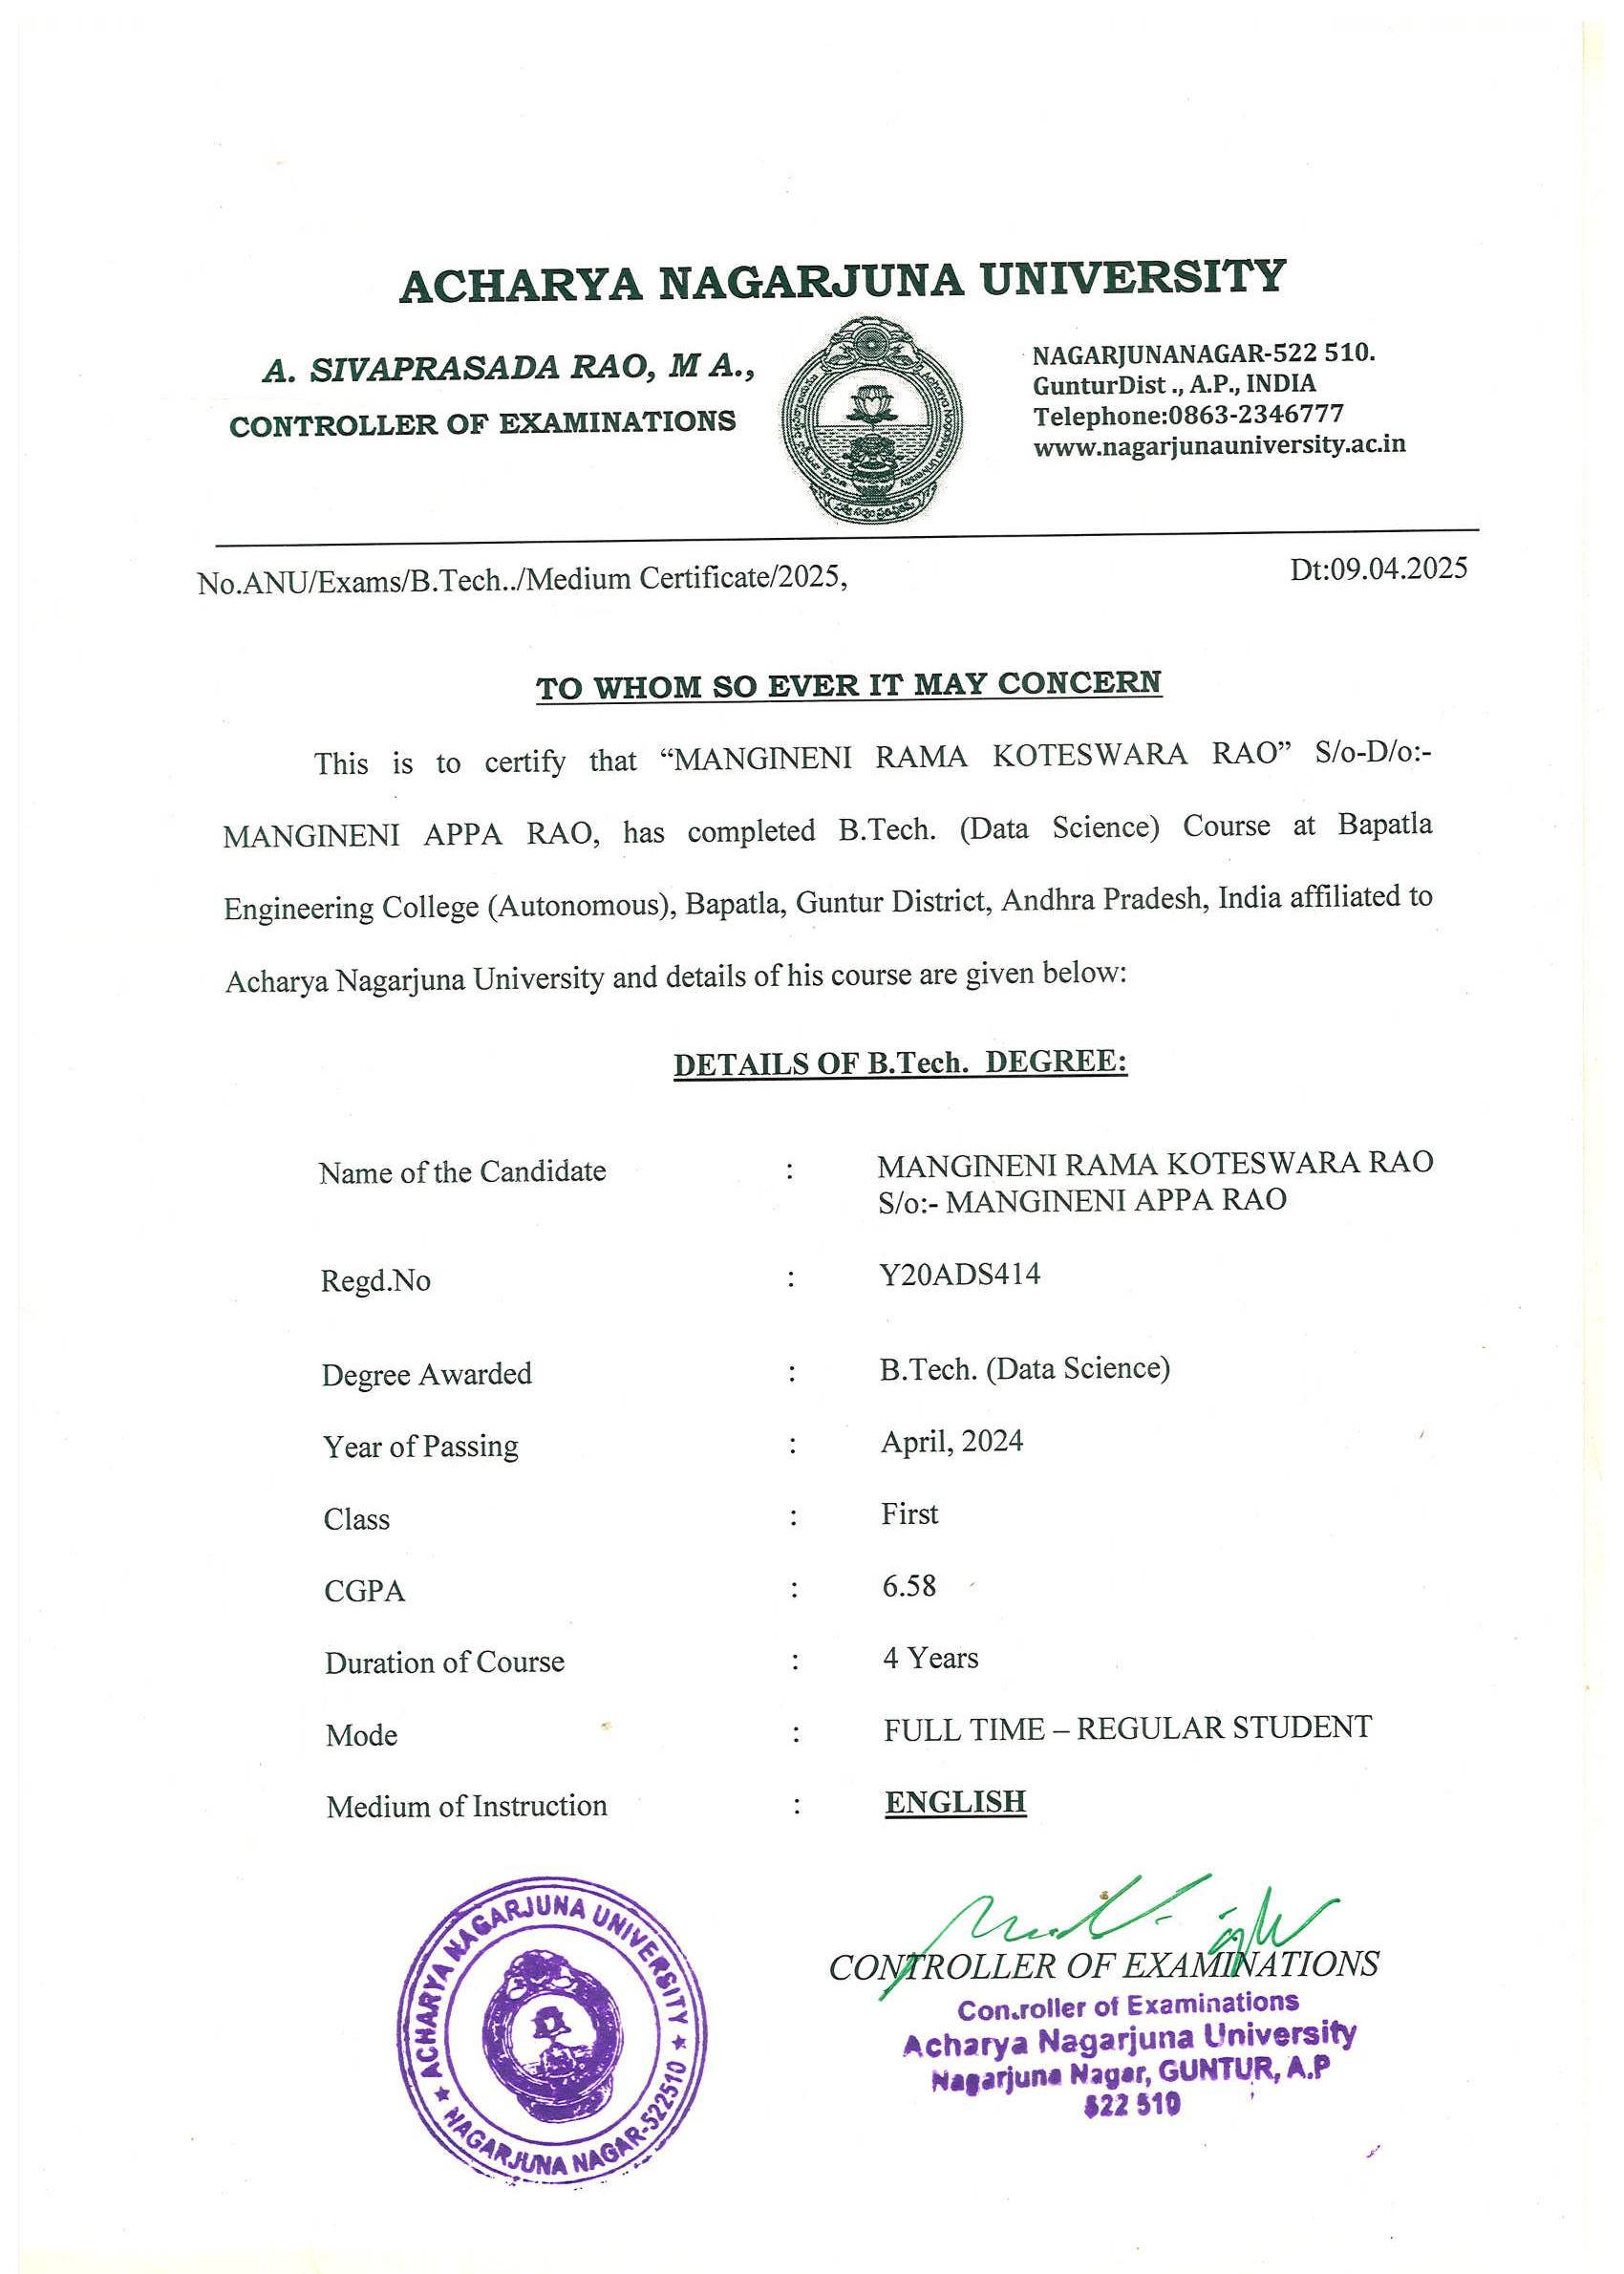 ACHARYA NAGARJUNA UNIVERSITY
A. SIVAPRASADA RAO, M A.,
CONTROLLER OF EXAMINATIONS
NAGARJUNANAGAR-522 510.
GunturDist ., A.P., INDIA
Telephone:0863-2346777
www.nagarjunauniversity.ac.in
No.ANU/Exams/B.Tech../Medium Certificate/2025,
Dt:09.04.2025
TO WHOM SO EVER IT MAY CONCERN
This is to certify that “MANGINENI RAMA KOTESWARA RAO” S/o-D/o:-
MANGINENI APPA RAO, has completed B.Tech. (Data Science) Course at Bapatla
Engineering College (Autonomous), Bapatla, Guntur District, Andhra Pradesh, India affiliated to
Acharya Nagarjuna University and details of his course are given below:
DETAILS OF B.Tech. DEGREE:
Name of the Candidate : MANGINENI RAMA KOTESWARA RAO
S/o:- MANGINENI APPA RAO
Regd.No : Y20ADS414
Degree Awarded : B.Tech. (Data Science)
Year of Passing : April, 2024
Class : First
CGPA : 6.58
Duration of Course : 4 Years
Mode : FULL TIME – REGULAR STUDENT
Medium of Instruction : ENGLISH
ACHARYA NAGARJUNA UNIVERSITY
NAGARJUNA NAGAR-522510
CONTROLLER OF EXAMINATIONS
Con.roller of Examinations
Acharya Nagarjuna University
Nagarjuna Nagar, GUNTUR, A.P
522 510